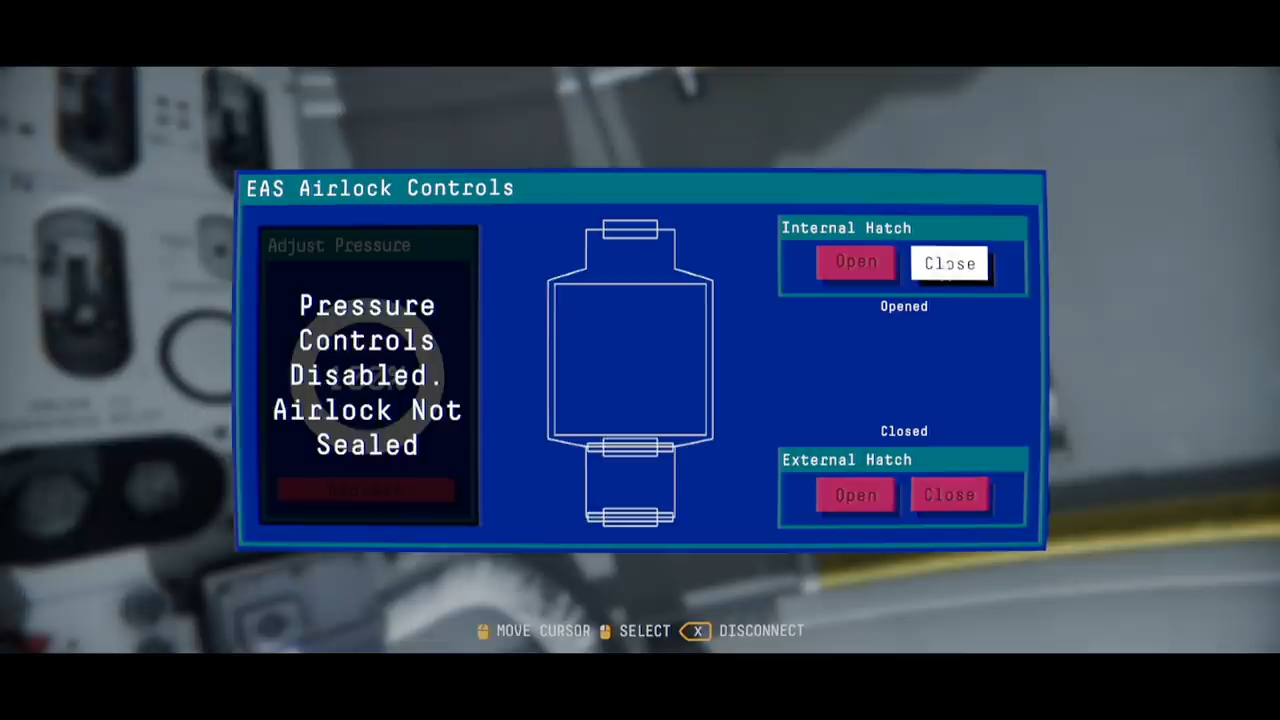 EAS Airlock Controls
Adjust Pressure
Pressure
Controls
Disabled.
Airlock Not
Sealed
Internal Hatch
Open Close
Opened
Closed
External Hatch
Open Close
MOVE CURSOR SELECT X DISCONNECT